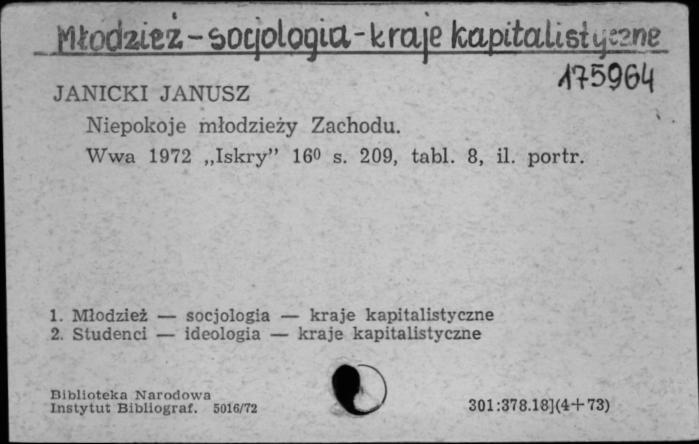 Młodzież - socjologia - kraje kapitalistyczne
175964
JANICKI JANUSZ
Niepokoje młodzieży Zachodu.
Wwa 1972 „Iskry” 16⁰ s. 209, tabl. 8, il. portr.
1. Młodzież — socjologia — kraje kapitalistyczne
2. Studenci — ideologia — kraje kapitalistyczne
Biblioteka Narodowa
Instytut Bibliograf. 5016/72
301:378.18](4+73)